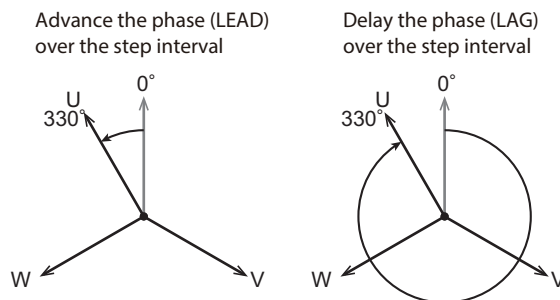 Advance the phase (LEAD)
over the step interval
0°
U
330°
W
V
Delay the phase (LAG)
over the step interval
0°
U
330°
W
V